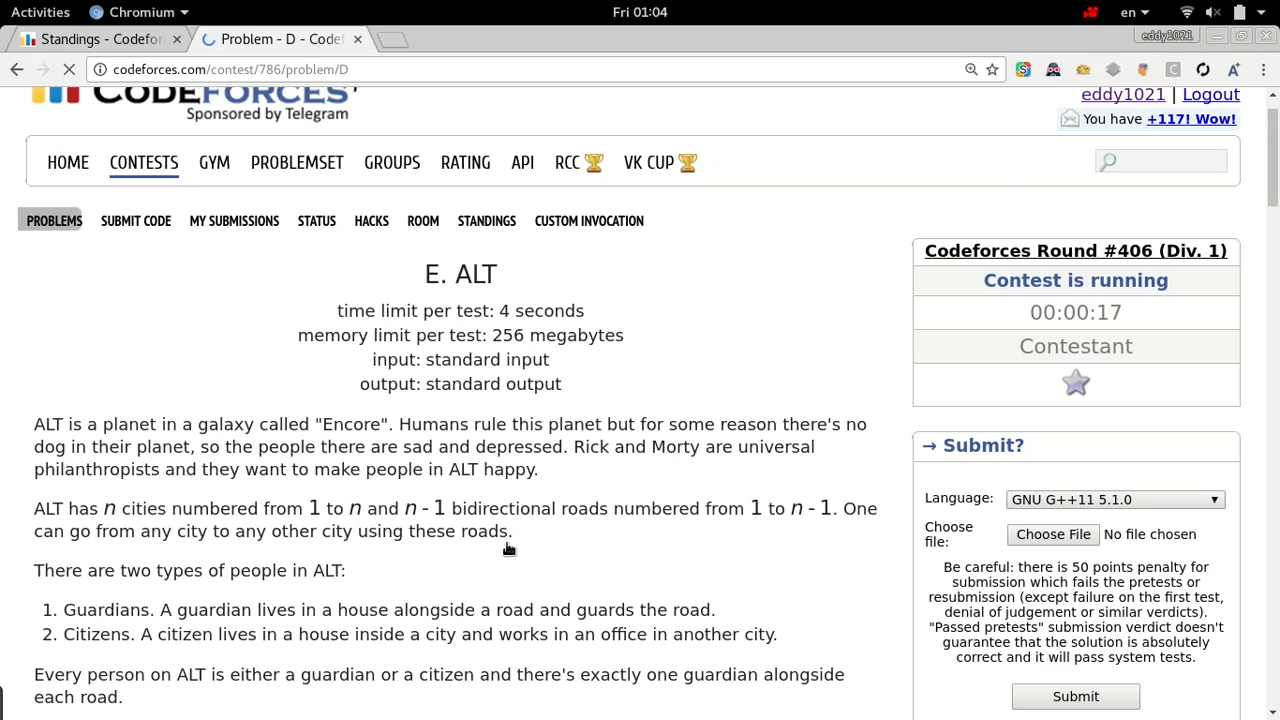 Activities Chromium Fri 01:04 en
Standings - Codefor × Problem - D - Codef × eddy1021
codeforces.com/contest/786/problem/D
CODEFORCES
Sponsored by Telegram
eddy1021 | Logout
You have +117! Wow!
HOME CONTESTS GYM PROBLEMSET GROUPS RATING API RCC VK CUP
PROBLEMS SUBMIT CODE MY SUBMISSIONS STATUS HACKS ROOM STANDINGS CUSTOM INVOCATION
E. ALT
time limit per test: 4 seconds
memory limit per test: 256 megabytes
input: standard input
output: standard output
ALT is a planet in a galaxy called "Encore". Humans rule this planet but for some reason there's no
dog in their planet, so the people there are sad and depressed. Rick and Morty are universal
philanthropists and they want to make people in ALT happy.
ALT has n cities numbered from 1 to n and n - 1 bidirectional roads numbered from 1 to n - 1. One
can go from any city to any other city using these roads.
There are two types of people in ALT:
1. Guardians. A guardian lives in a house alongside a road and guards the road.
2. Citizens. A citizen lives in a house inside a city and works in an office in another city.
Every person on ALT is either a guardian or a citizen and there's exactly one guardian alongside
each road.
Codeforces Round #406 (Div. 1)
Contest is running
00:00:17
Contestant
→ Submit?
Language: GNU G++11 5.1.0
Choose
file: Choose File No file chosen
Be careful: there is 50 points penalty for
submission which fails the pretests or
resubmission (except failure on the first test,
denial of judgement or similar verdicts).
"Passed pretests" submission verdict doesn't
guarantee that the solution is absolutely
correct and it will pass system tests.
Submit